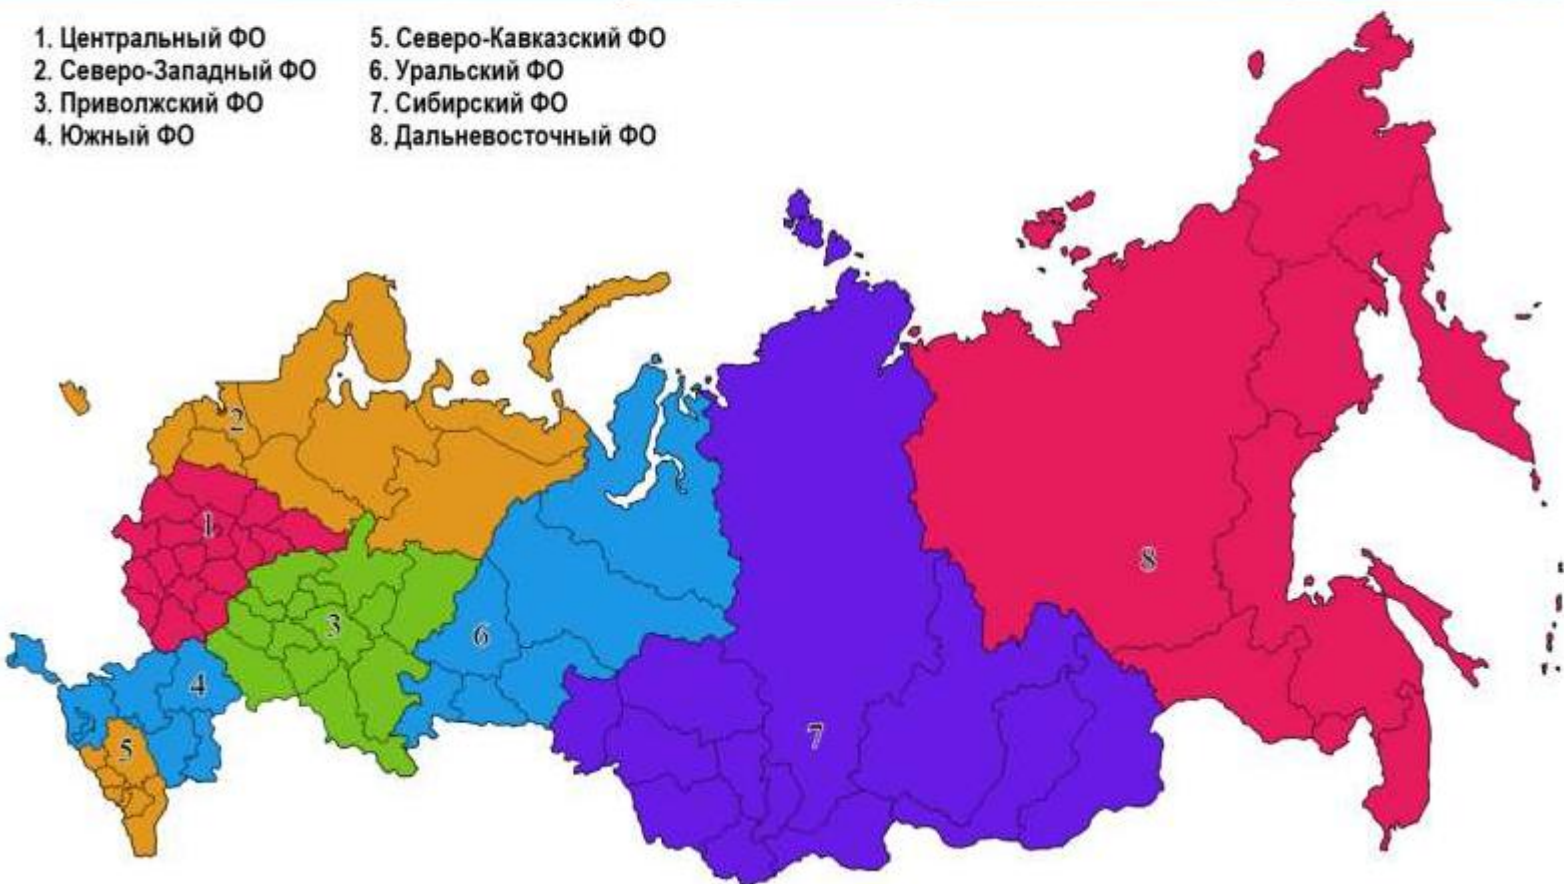 1. Центральный ФО
2. Северо-Западный ФО
3. Приволжский ФО
4. Южный ФО
5. Северо-Кавказский ФО
6. Уральский ФО
7. Сибирский ФО
8. Дальневосточный ФО
2
1
8
3
6
4
7
5